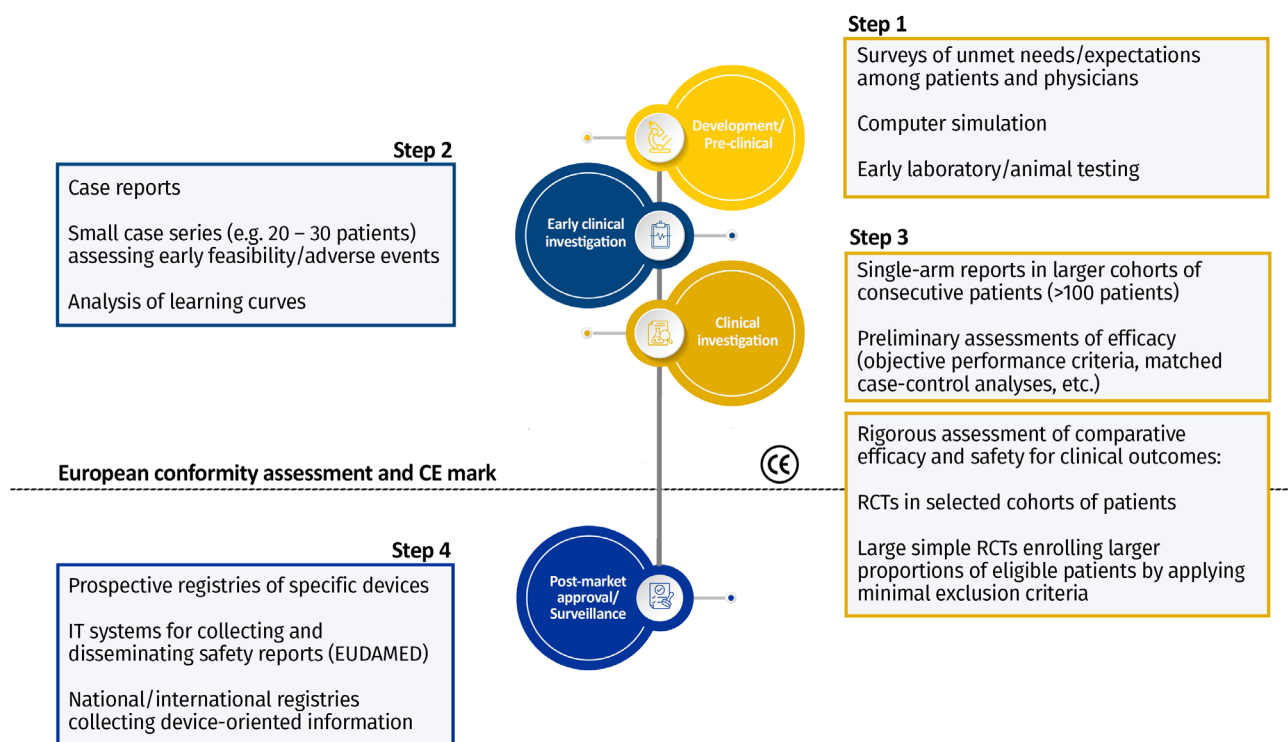 Step 1
Surveys of unmet needs/expectations
among patients and physicians
Computer simulation
Early laboratory/animal testing
Development/
Pre-clinical
Step 2
Case reports
Small case series (e.g. 20 – 30 patients)
assessing early feasibility/adverse events
Analysis of learning curves
Early clinical
investigation
Step 3
Single-arm reports in larger cohorts of
consecutive patients (>100 patients)
Preliminary assessments of efficacy
(objective performance criteria, matched
case-control analyses, etc.)
Clinical
investigation
Rigorous assessment of comparative
efficacy and safety for clinical outcomes:
RCTs in selected cohorts of patients
Large simple RCTs enrolling larger
proportions of eligible patients by applying
minimal exclusion criteria
European conformity assessment and CE mark
CE
Step 4
Prospective registries of specific devices
IT systems for collecting and
disseminating safety reports (EUDAMED)
National/international registries
collecting device-oriented information
Post-market
approval/
Surveillance